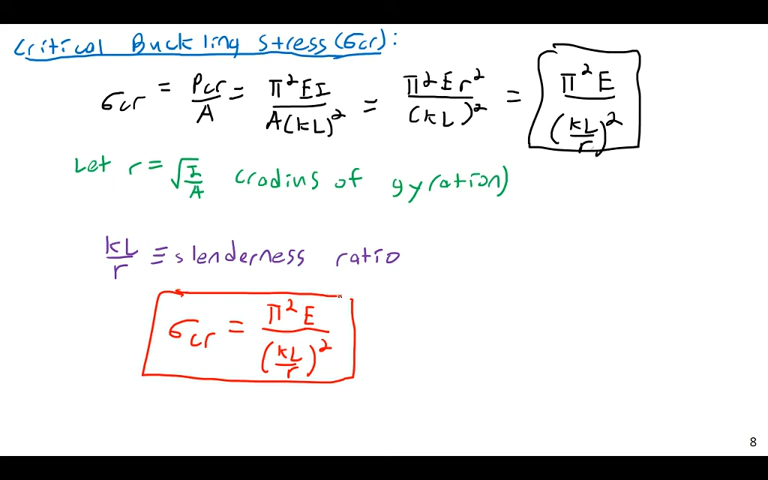 Critical Buckling Stress (σcr):
σcr = Pcr/A = π²EI/A(kL)² = π²Er²/(kL)² = π²E/(kL/r)²
Let r = √(I/A) (radius of gyration)
kL/r ≡ slenderness ratio
σcr = π²E/(kL/r)²
8